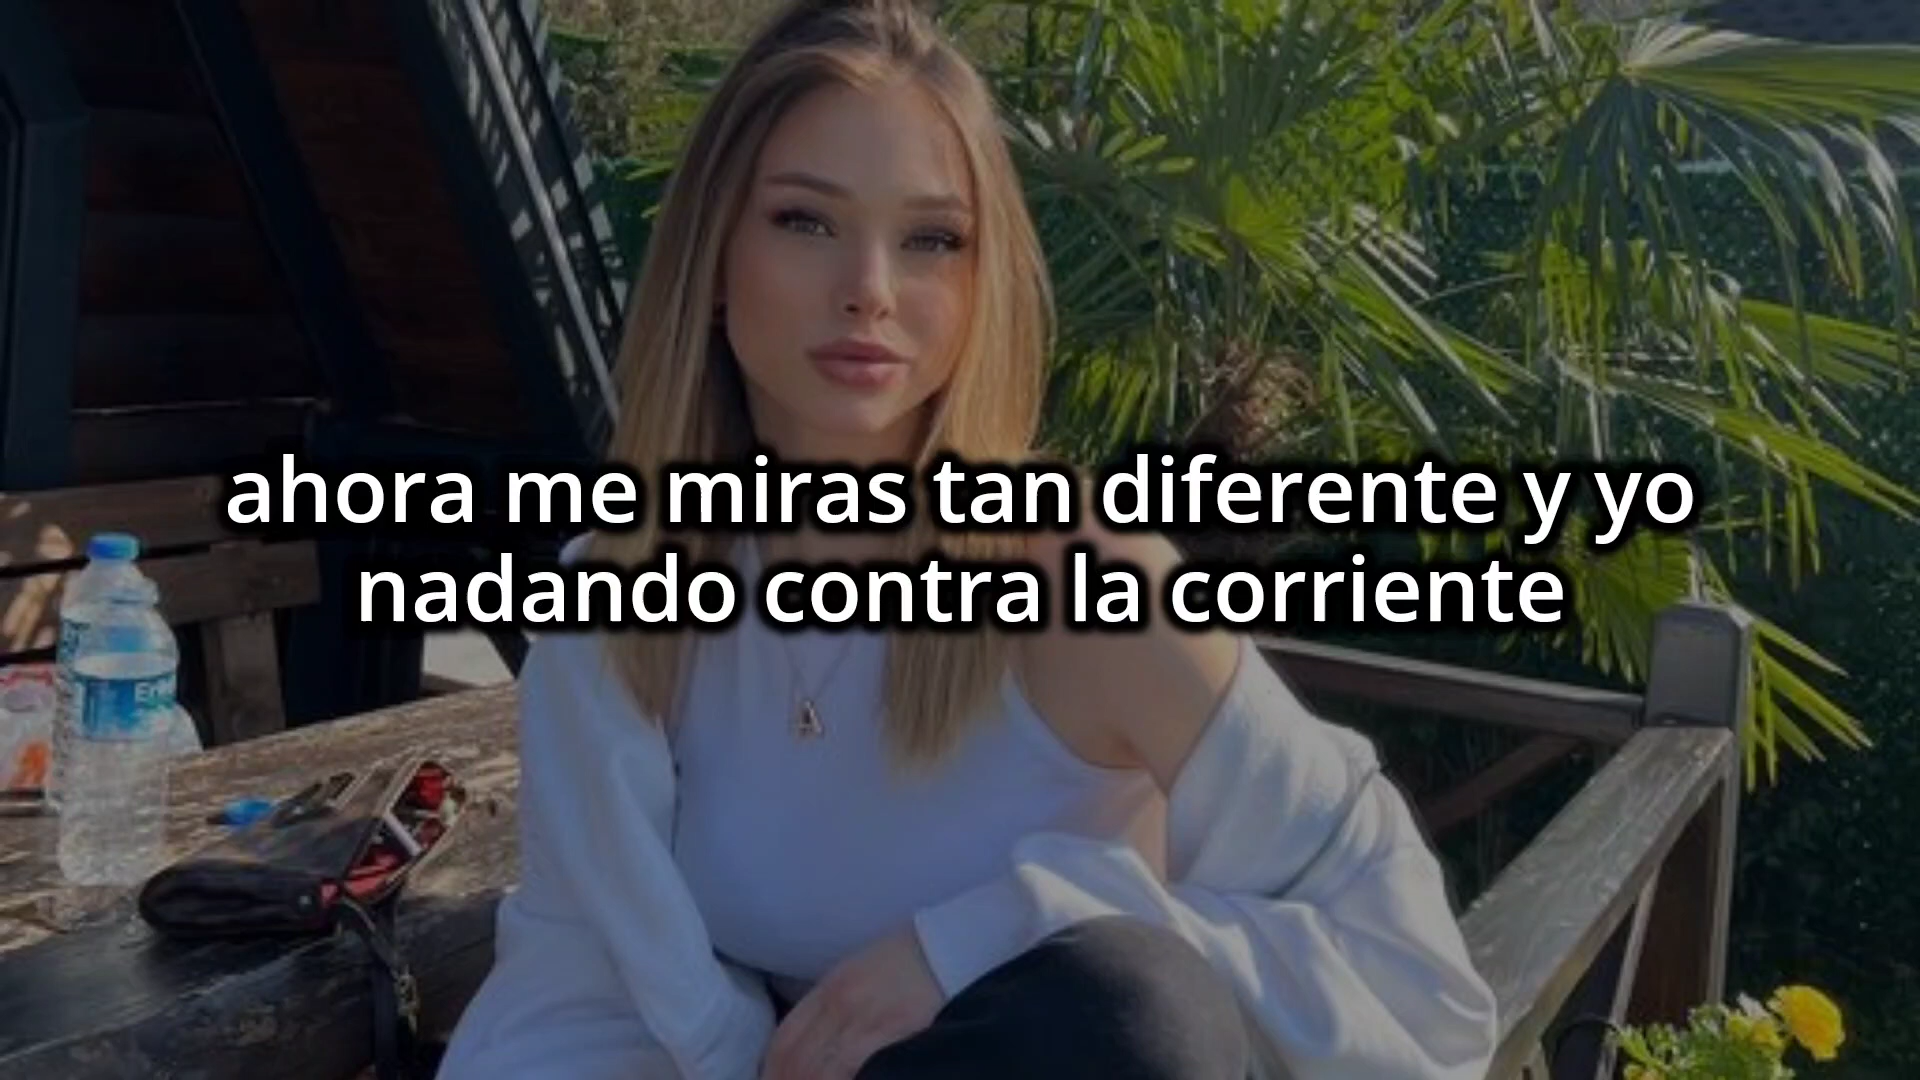 ahora me miras tan diferente y yo
nadando contra la corriente
A